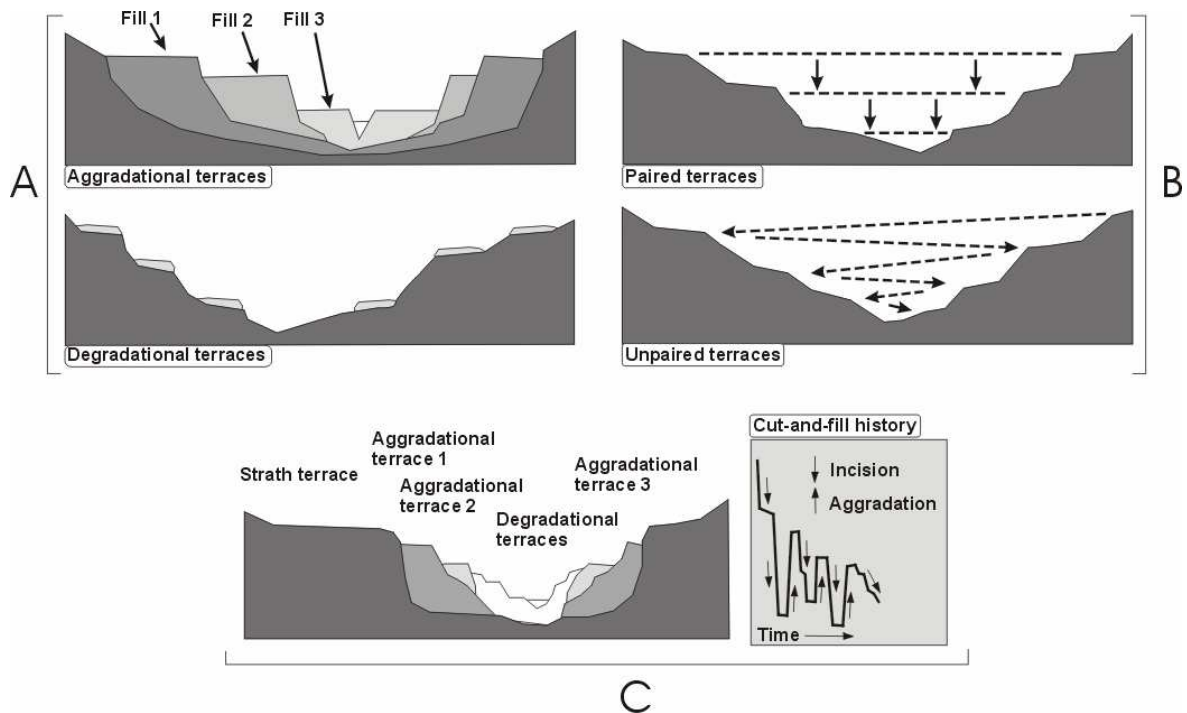 Fill 1
Fill 2
Fill 3
A
Aggradational terraces
Degradational terraces
B
Paired terraces
Unpaired terraces
Strath terrace
Aggradational
terrace 1
Aggradational
terrace 2
Degradational
terraces
Aggradational
terrace 3
Cut-and-fill history
Incision
Aggradation
Time
C